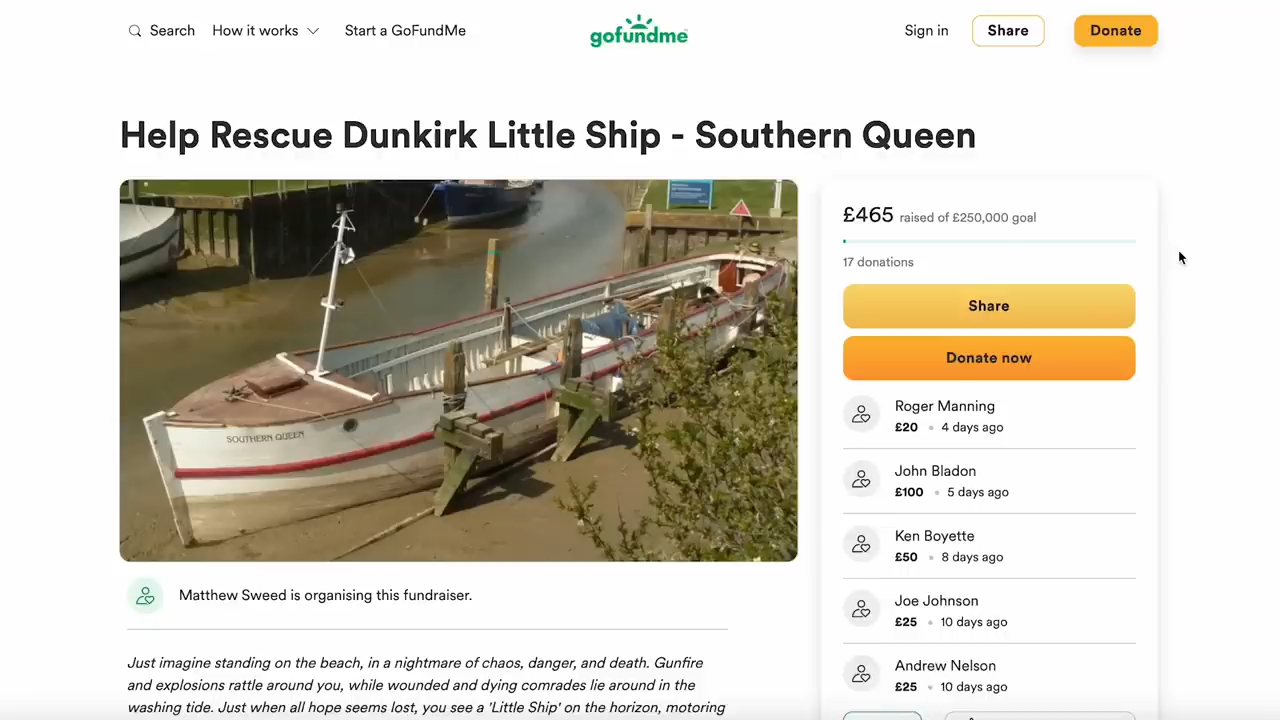 Search
How it works
Start a GoFundMe
gofundme
Sign in
Share
Donate
Help Rescue Dunkirk Little Ship - Southern Queen
SOUTHERN QUEEN
£465 raised of £250,000 goal
17 donations
Share
Donate now
Roger Manning
£20 • 4 days ago
John Bladon
£100 • 5 days ago
Ken Boyette
£50 • 8 days ago
Joe Johnson
£25 • 10 days ago
Andrew Nelson
£25 • 10 days ago
Matthew Sweed is organising this fundraiser.
Just imagine standing on the beach, in a nightmare of chaos, danger, and death. Gunfire
and explosions rattle around you, while wounded and dying comrades lie around in the
washing tide. Just when all hope seems lost, you see a 'Little Ship' on the horizon, motoring